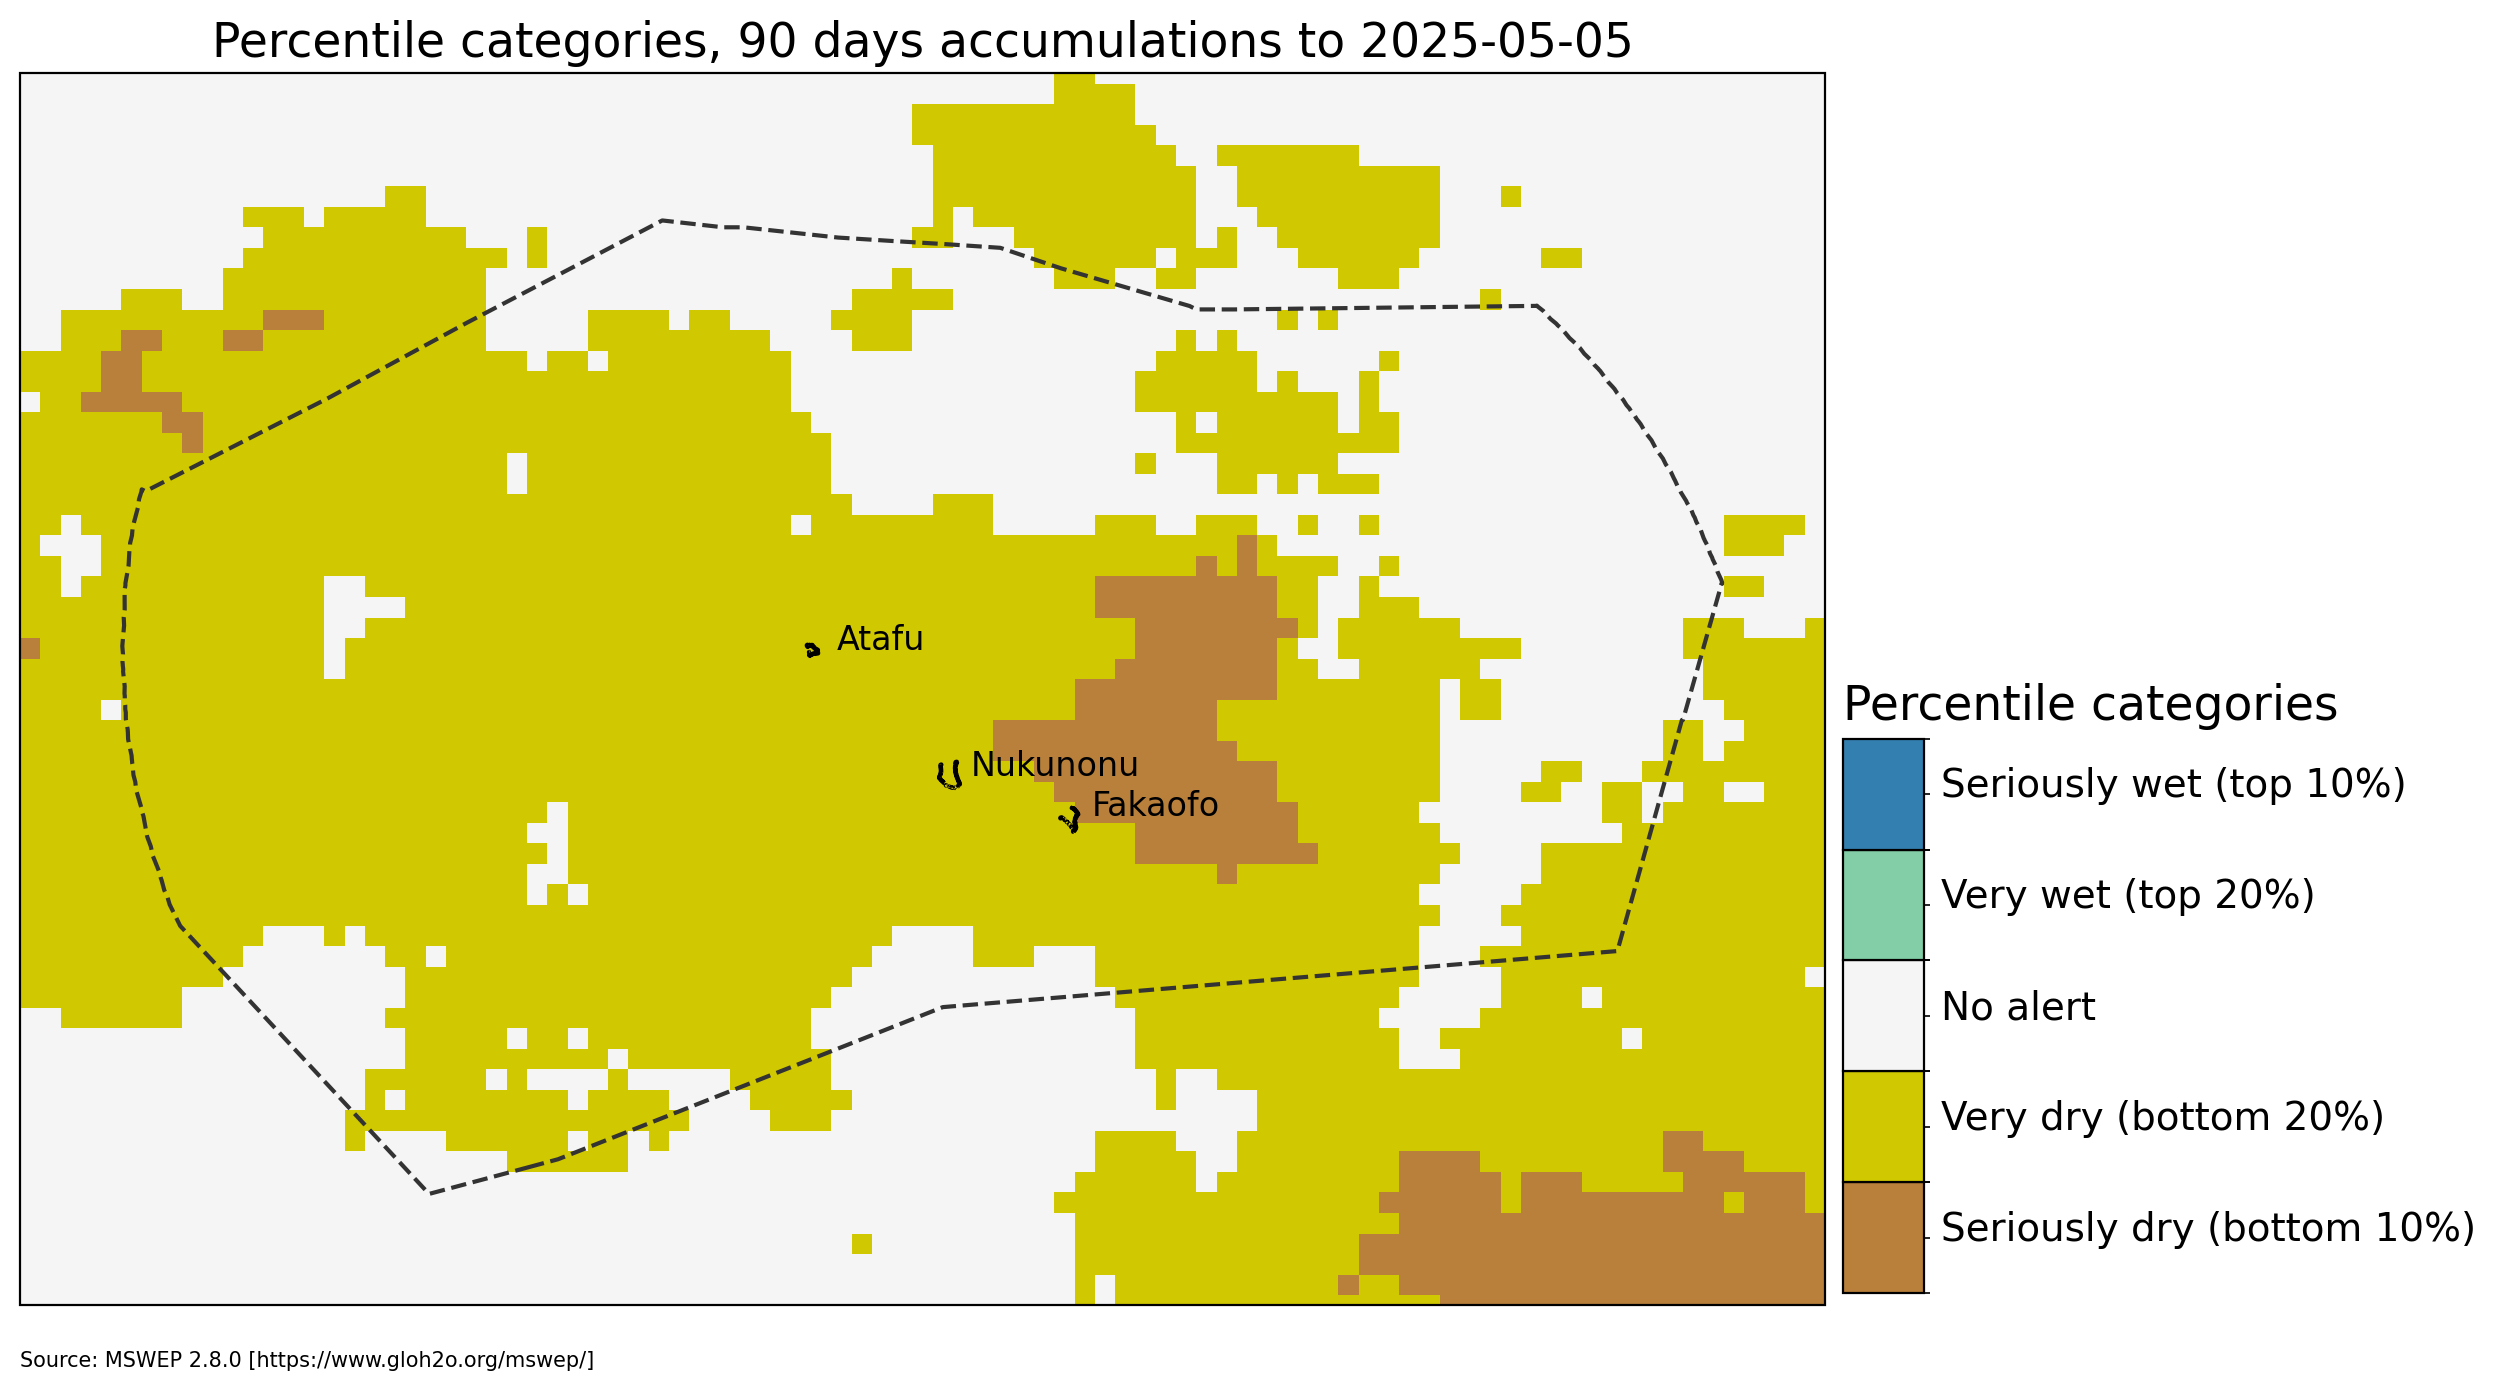 Percentile categories, 90 days accumulations to 2025-05-05
Atafu
Nukunonu
Fakaofo
Percentile categories
Seriously wet (top 10%)
Very wet (top 20%)
No alert
Very dry (bottom 20%)
Seriously dry (bottom 10%)
Source: MSWEP 2.8.0 [https://www.gloh2o.org/mswep/]